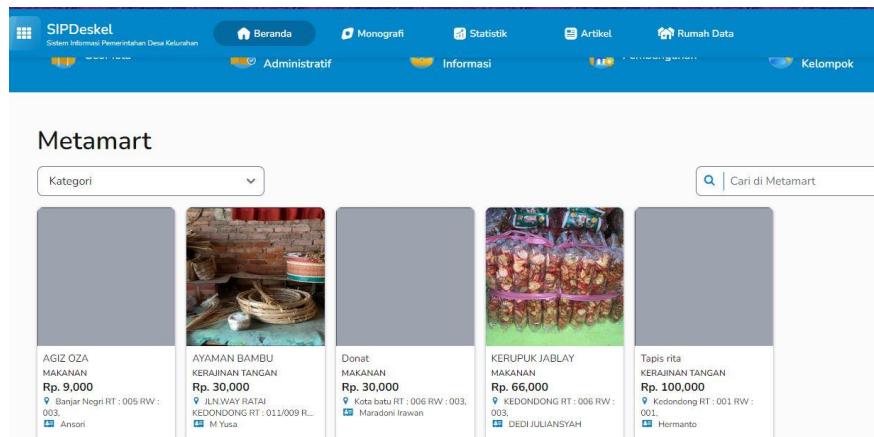 SIPDeskel
Sistem Informasi Pemerintahan Desa Kelurahan
Beranda
Monografi
Statistik
Artikel
Rumah Data
Administratif
Informasi
Kelompok
Metamart
Kategori
Cari di Metamart
AGIZ OZA
MAKANAN
Rp. 9,000
Banjar Negri RT : 005 RW :
003,
Ansori
AYAMAN BAMBU
KERAJINAN TANGAN
Rp. 30,000
JLN.WAY RATAI
KEDONDONG RT : 011/009 R...
M Yusa
Donat
MAKANAN
Rp. 30,000
Kota batu RT : 006 RW : 003,
Maradoni Irawan
KERUPUK JABLAY
MAKANAN
Rp. 66,000
KEDONDONG RT : 006 RW :
003,
DEDI JULIANSYAH
Tapis rita
KERAJINAN TANGAN
Rp. 100,000
Kedondong RT : 001 RW :
001,
Hermanto